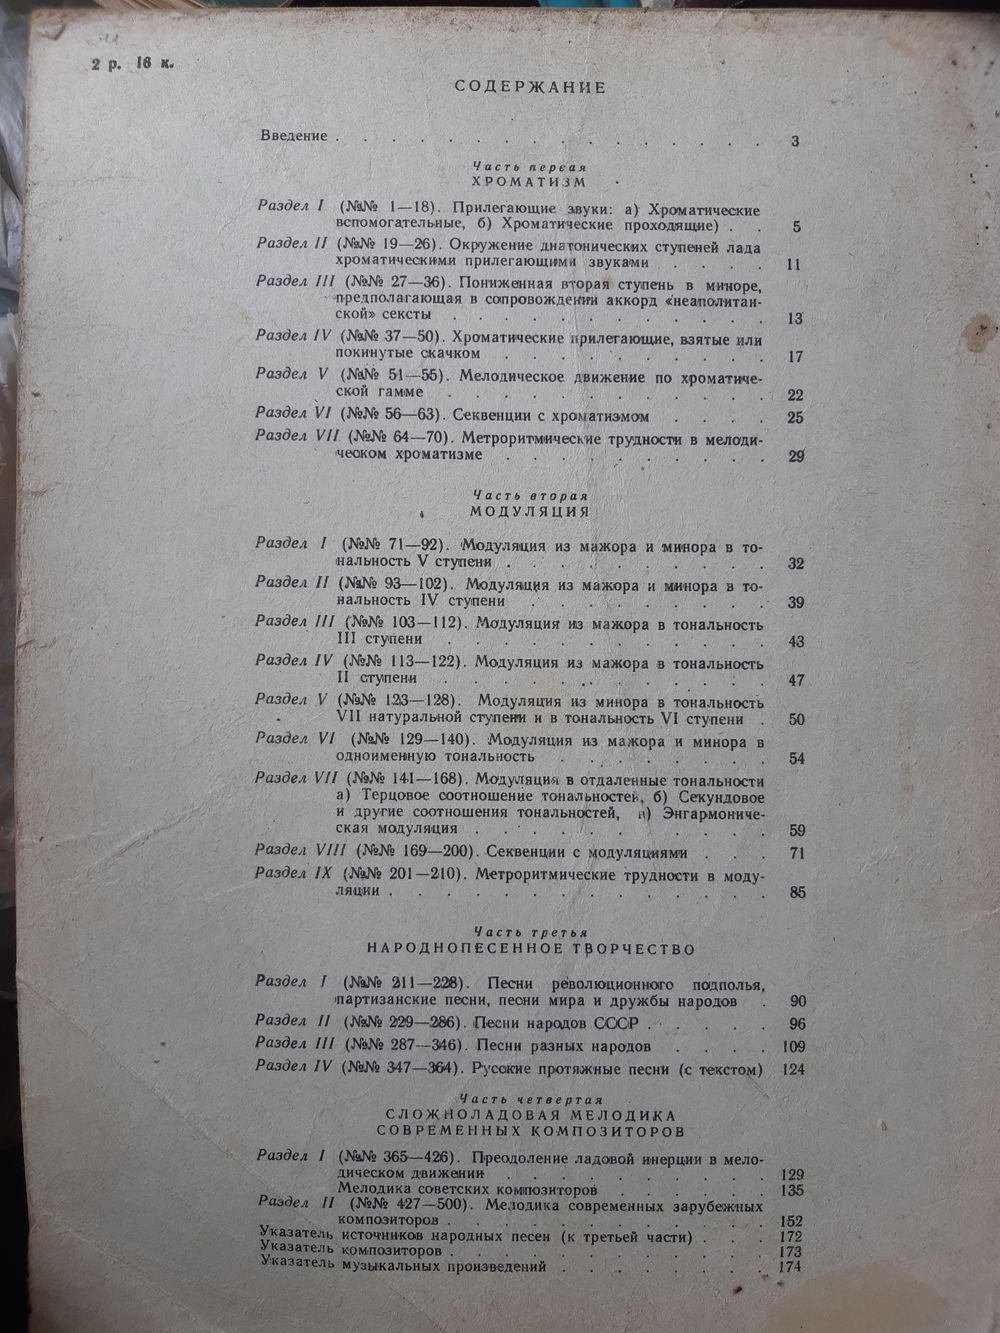 2 р. 16 к.
СОДЕРЖАНИЕ
Введение . . . . . . . . . . . . . . . . 3
Часть первая
ХРОМАТИЗМ
Раздел I (№№ 1—18). Прилегающие звуки: а) Хроматические
вспомогательные, б) Хроматические проходящие) . . 5
Раздел II (№№ 19—26). Окружение диатонических ступеней лада
хроматическими прилегающими звуками . . . . 11
Раздел III (№№ 27—36). Пониженная вторая ступень в миноре,
предполагающая в сопровождении аккорд «неаполитан-
ской» сексты . . . . . . . . . . . . 13
Раздел IV (№№ 37—50). Хроматические прилегающие, взятые или
покинутые скачком . . . . . . . . . . 17
Раздел V (№№ 51—55). Мелодическое движение по хроматиче-
ской гамме . . . . . . . . . . . . 22
Раздел VI (№№ 56—63). Секвенции с хроматизмом . . . . 25
Раздел VII (№№ 64—70). Метроритмические трудности в мелоди-
ческом хроматизме . . . . . . . . . . 29
Часть вторая
МОДУЛЯЦИЯ
Раздел I (№№ 71—92). Модуляция из мажора и минора в то-
нальность V ступени . . . . . . . . . . 32
Раздел II (№№ 93—102). Модуляция из мажора и минора в то-
нальность IV ступени . . . . . . . . . 39
Раздел III (№№ 103—112). Модуляция из мажора в тональность
III ступени . . . . . . . . . . . . 43
Раздел IV (№№ 113—122). Модуляция из мажора в тональность
II ступени . . . . . . . . . . . . 47
Раздел V (№№ 123—128). Модуляция из минора в тональность
VII натуральной ступени и в тональность VI ступени . 50
Раздел VI (№№ 129—140). Модуляция из мажора и минора в
одноименную тональность . . . . . . . . 54
Раздел VII (№№ 141—168). Модуляции в отдаленные тональности
а) Терцовое соотношение тональностей, б) Секундовое
и другие соотношения тональностей, в) Энгармониче-
ская модуляция . . . . . . . . . . . 59
Раздел VIII (№№ 169—200). Секвенции с модуляциями . . . 71
Раздел IX (№№ 201—210). Метроритмические трудности в моду-
ляции . . . . . . . . . . . . . . 85
Часть третья
НАРОДНОПЕСЕННОЕ ТВОРЧЕСТВО
Раздел I (№№ 211—228). Песни революционного подполья,
партизанские песни, песни мира и дружбы народов . 90
Раздел II (№№ 229—286). Песни народов СССР . . . . . 96
Раздел III (№№ 287—346). Песни разных народов . . . . 109
Раздел IV (№№ 347—364). Русские протяжные песни (с текстом) 124
Часть четвертая
СЛОЖНОЛАДОВАЯ МЕЛОДИКА
СОВРЕМЕННЫХ КОМПОЗИТОРОВ
Раздел I (№№ 365—426). Преодоление ладовой инерции в мело-
дическом движении . . . . . . . . . . 129
Мелодика советских композиторов . . . . . . 135
Раздел II (№№ 427—500). Мелодика современных зарубежных
композиторов . . . . . . . . . . . . 152
Указатель источников народных песен (к третьей части) . . . 172
Указатель композиторов . . . . . . . . . . . . 173
Указатель музыкальных произведений . . . . . . . . 174